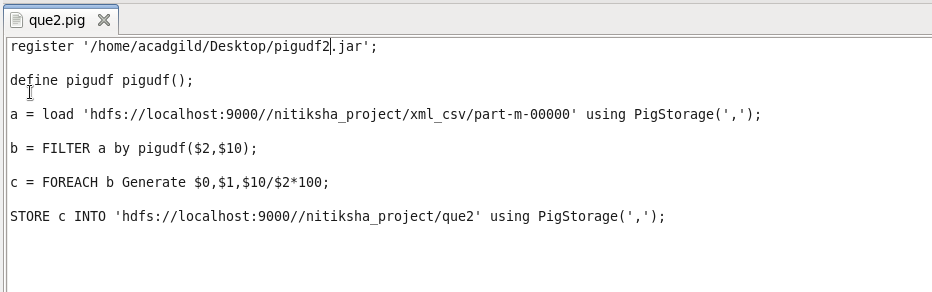 que2.pig
register '/home/acadgild/Desktop/pigudf2.jar';
define pigudf pigudf();
a = load 'hdfs://localhost:9000//nitiksha_project/xml_csv/part-m-00000' using PigStorage(',');
b = FILTER a by pigudf($2,$10);
c = FOREACH b Generate $0,$1,$10/$2*100;
STORE c INTO 'hdfs://localhost:9000//nitiksha_project/que2' using PigStorage(',');